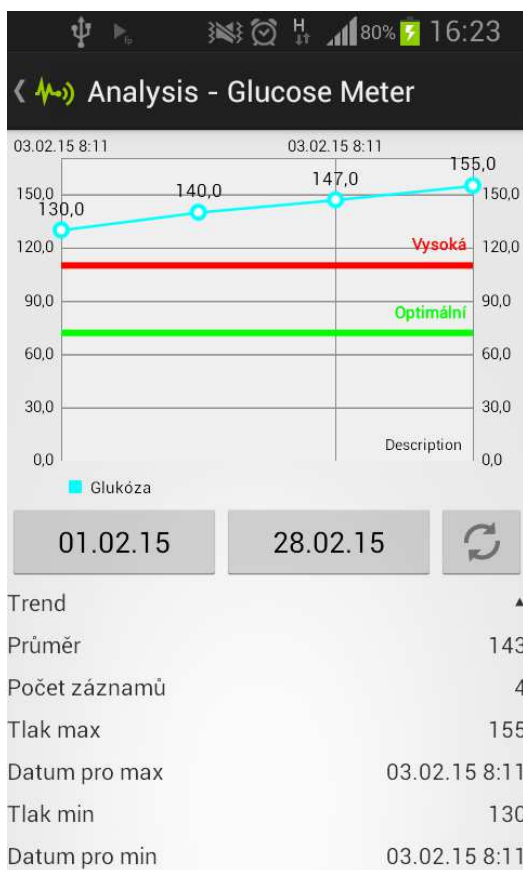 fp H 80% 16:23
Analysis - Glucose Meter
03.02.15 8:11 03.02.15 8:11
155,0
147,0
140,0
150,0 150,0
130,0
120,0 Vysoká 120,0
90,0 90,0
Optimální
60,0 60,0
30,0 30,0
Description
0,0 0,0
Glukóza
01.02.15 28.02.15
Trend
Průměr 143
Počet záznamů 4
Tlak max 155
Datum pro max 03.02.15 8:11
Tlak min 130
Datum pro min 03.02.15 8:11